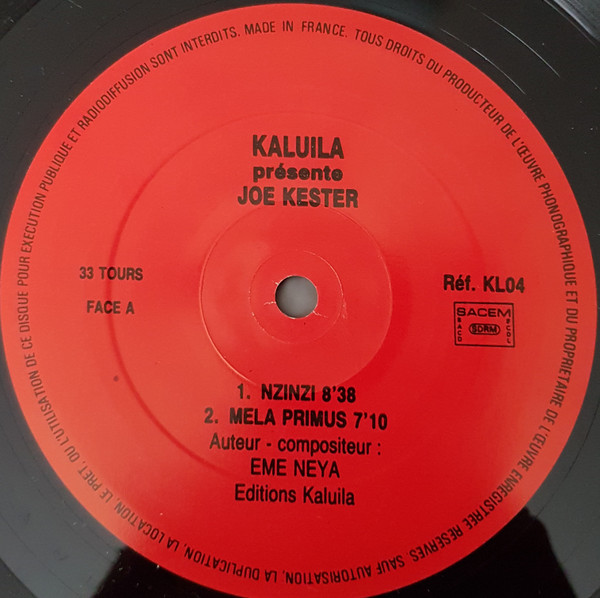 TOUS DROITS DU PRODUCTEUR DE L'ŒUVRE PHONOGRAPHIQUE ET DU PROPRIETAIRE DE L'ŒUVRE ENREGISTREE RESERVES. SAUF AUTORISATION, LA DUPLICATION, LA LOCATION, LE PRET OU L'UTILISATION DE CE DISQUE POUR EXECUTION PUBLIQUE ET RADIODIFFUSION SONT INTERDITS. MADE IN FRANCE.
KALUILA
présente
JOE KESTER
33 TOURS
FACE A
Réf. KL04
SACEM
SACD
SDRM
SCGL
1. NZINZI 8'38
2. MELA PRIMUS 7'10
Auteur - compositeur :
EME NEYA
Editions Kaluila